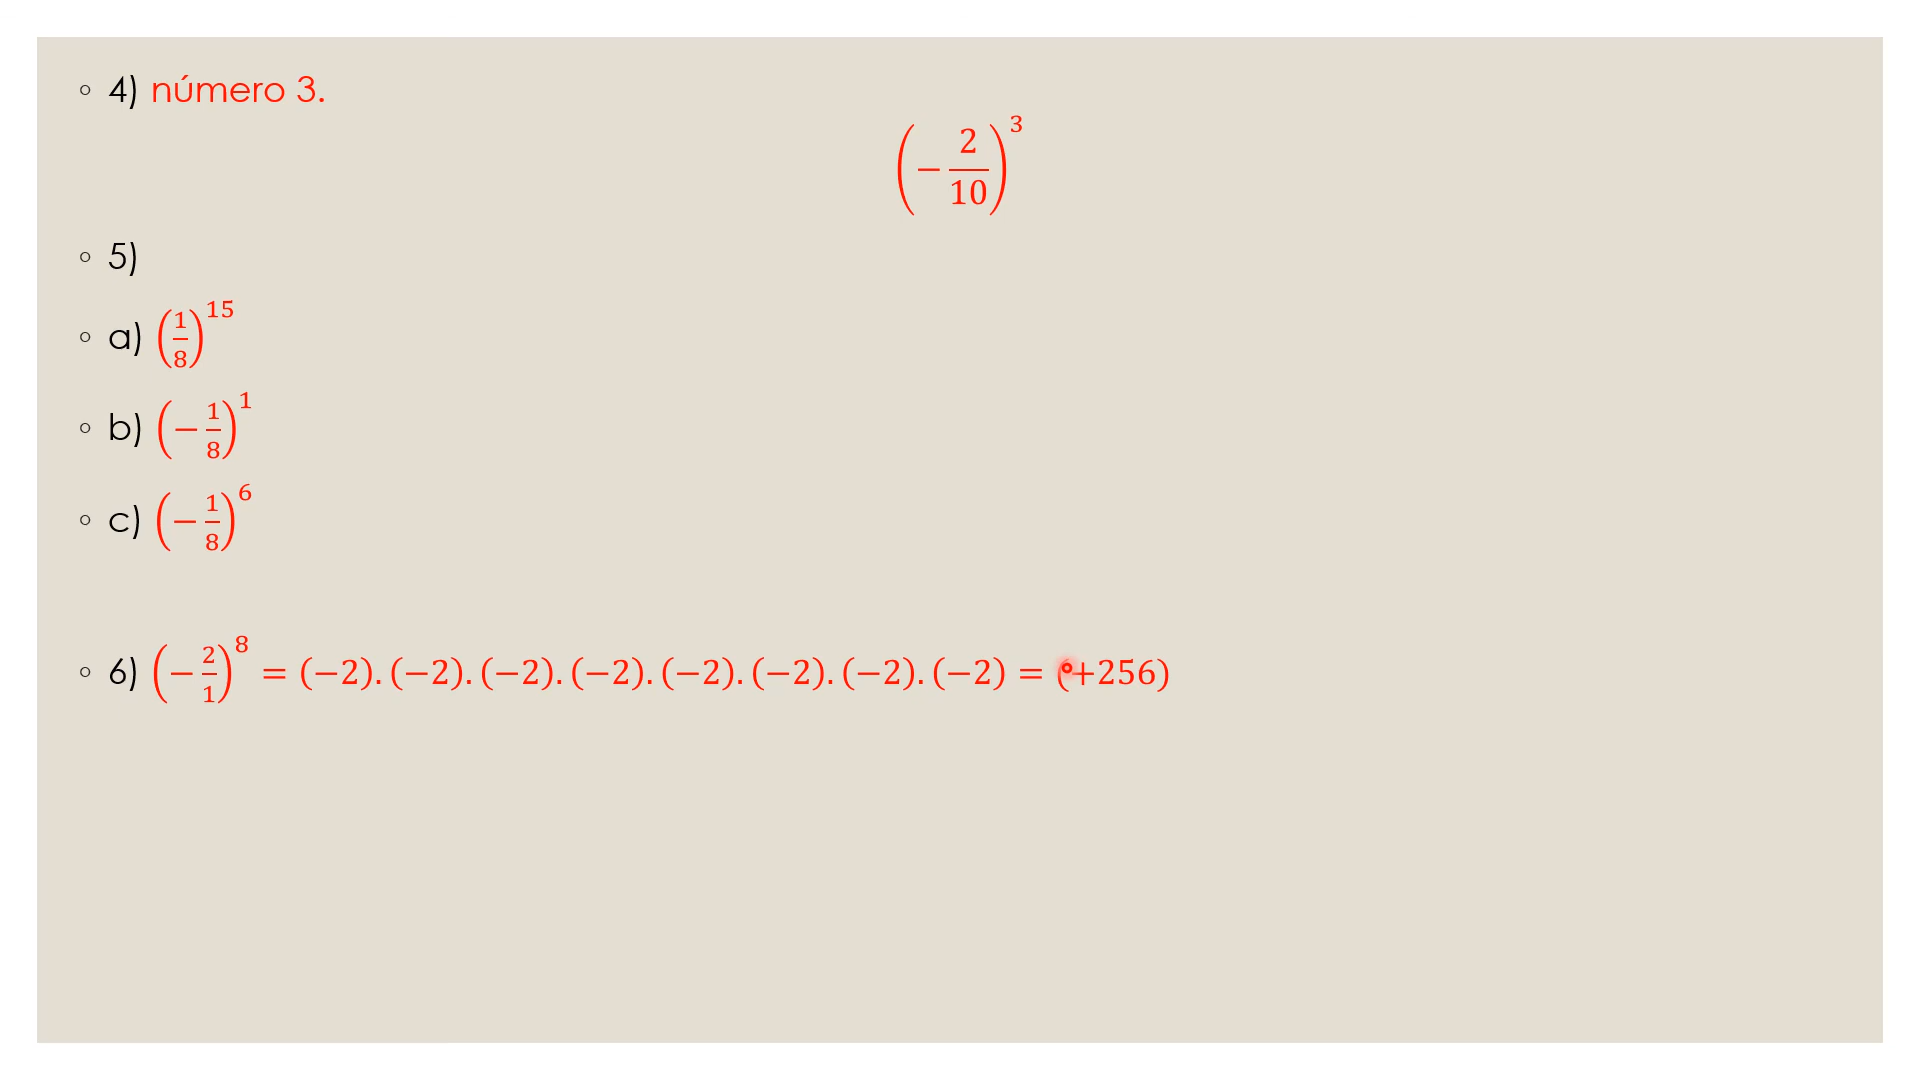 4) número 3.
(−2/10)³
5)
a) (1/8)¹⁵
b) (−1/8)¹
c) (−1/8)⁶
6) (−2/1)⁸ = (−2).(−2).(−2).(−2).(−2).(−2).(−2).(−2) = (+256)